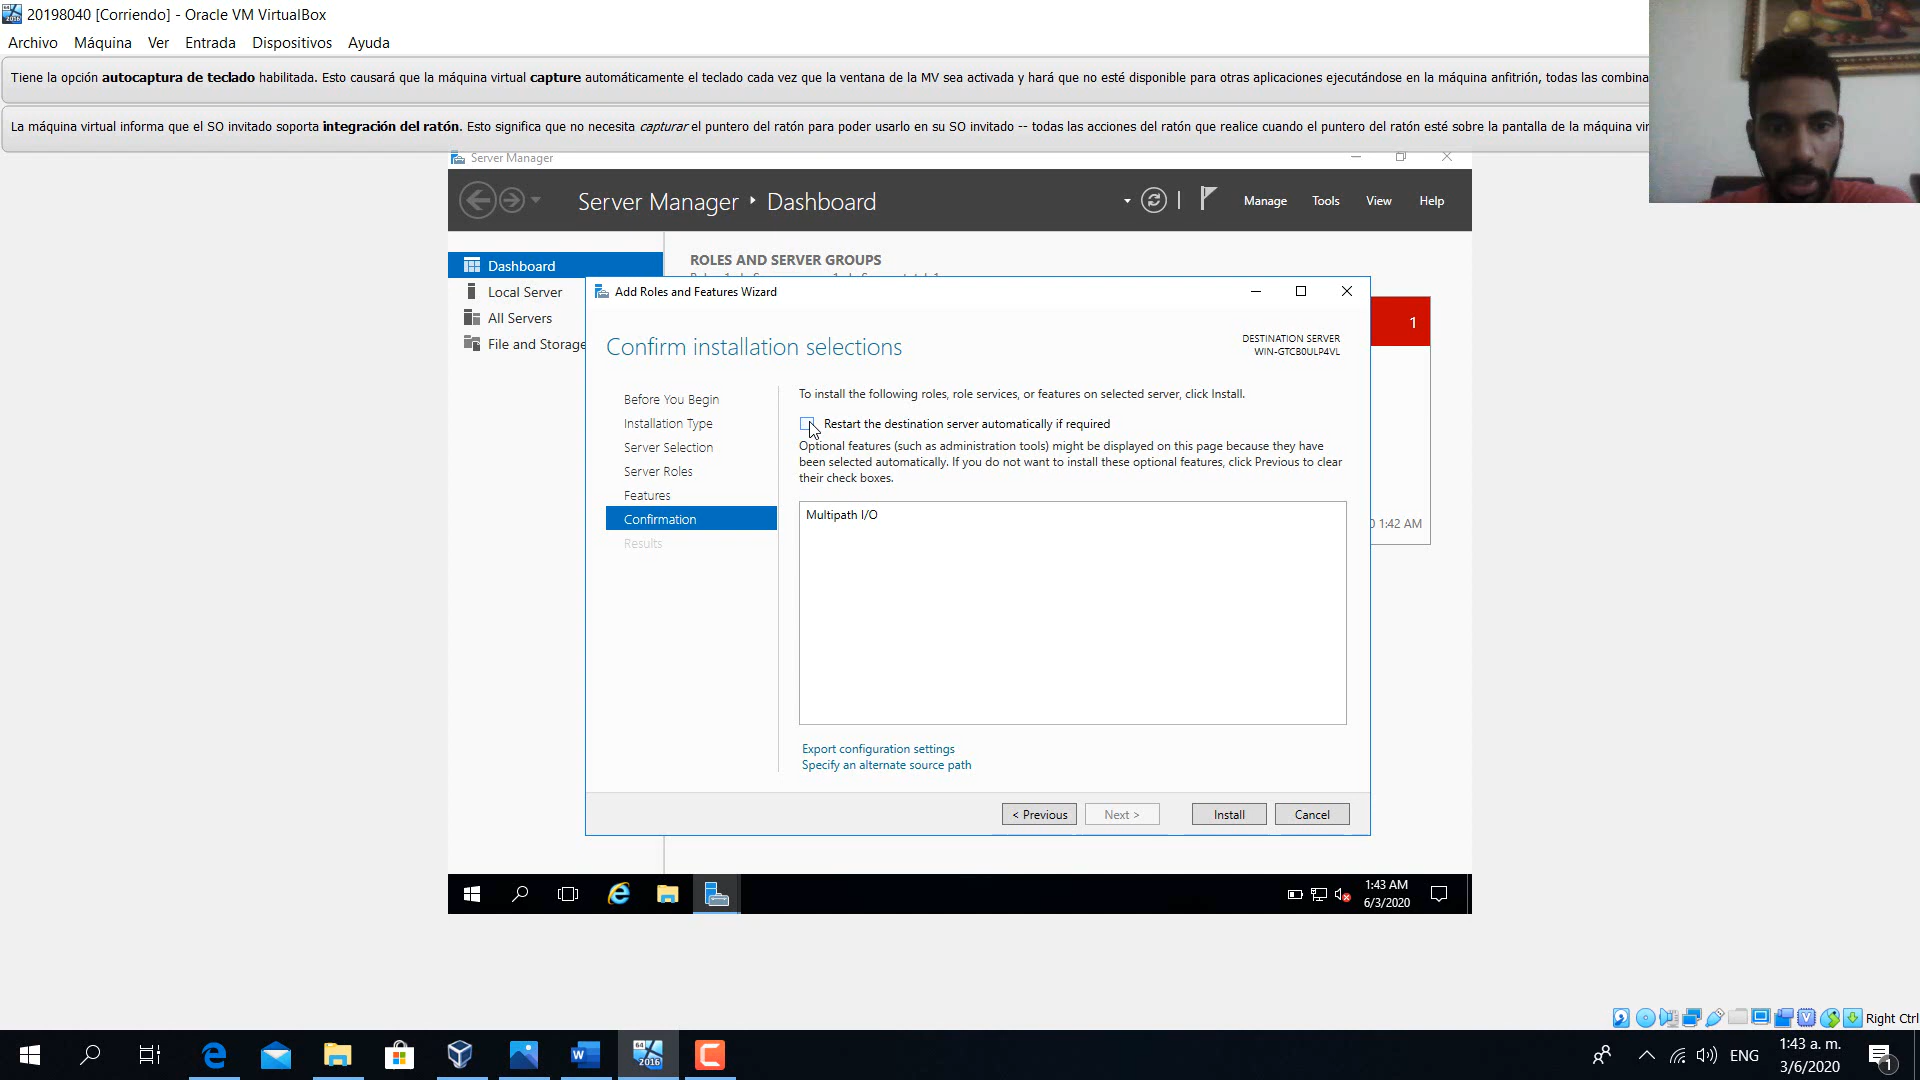 20198040 [Corriendo] - Oracle VM VirtualBox
Archivo Máquina Ver Entrada Dispositivos Ayuda
Tiene la opción autocaptura de teclado habilitada. Esto causará que la máquina virtual capture automáticamente el teclado cada vez que la ventana de la MV sea activada y hará que no esté disponible para otras aplicaciones ejecutándose en la máquina anfitrión, todas las combina
La máquina virtual informa que el SO invitado soporta integración del ratón. Esto significa que no necesita capturar el puntero del ratón para poder usarlo en su SO invitado -- todas las acciones del ratón que realice cuando el puntero del ratón esté sobre la pantalla de la máquina vir
Server Manager
Server Manager Dashboard
Manage Tools View Help
Dashboard
Local Server
All Servers
File and Storage
ROLES AND SERVER GROUPS
1
1:42 AM
Add Roles and Features Wizard
Confirm installation selections
DESTINATION SERVER
WIN-GTCB0ULP4VL
Before You Begin
Installation Type
Server Selection
Server Roles
Features
Confirmation
Results
To install the following roles, role services, or features on selected server, click Install.
Restart the destination server automatically if required
Optional features (such as administration tools) might be displayed on this page because they have
been selected automatically. If you do not want to install these optional features, click Previous to clear
their check boxes.
Multipath I/O
Export configuration settings
Specify an alternate source path
< Previous Next > Install Cancel
1:43 AM
6/3/2020
Right Ctrl
ENG
1:43 a. m.
3/6/2020
1